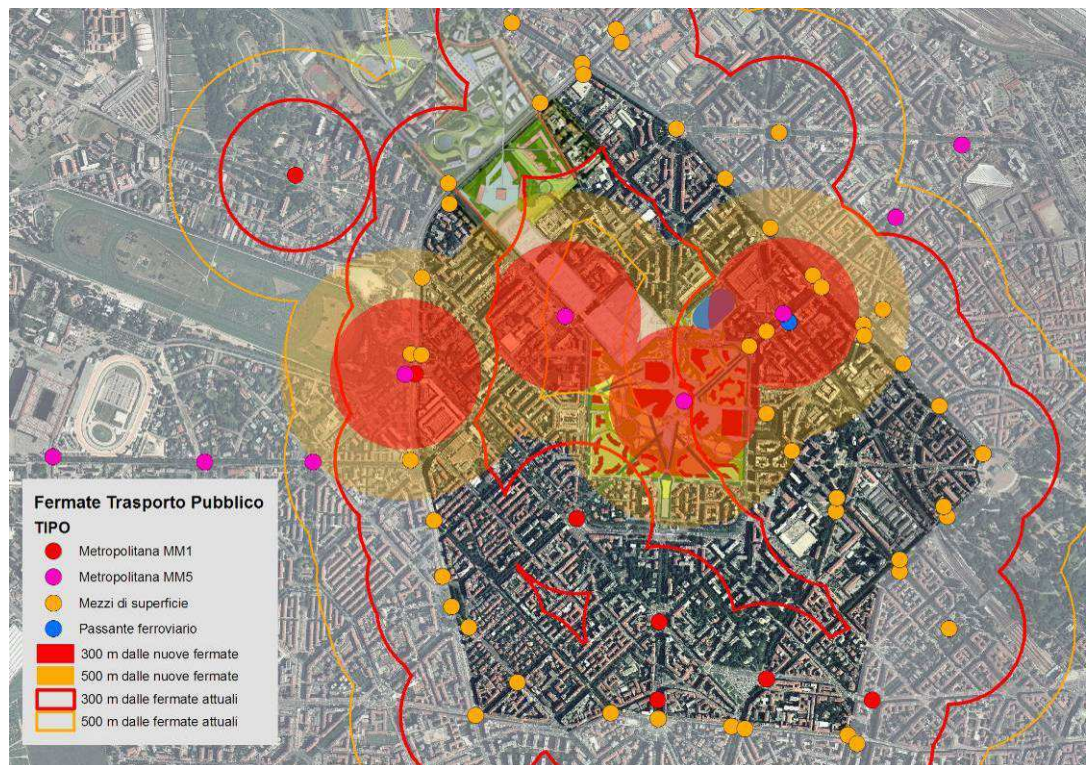 Fermate Trasporto Pubblico
TIPO
Metropolitana MM1
Metropolitana MM5
Mezzi di superficie
Passante ferroviario
300 m dalle nuove fermate
500 m dalle nuove fermate
300 m dalle fermate attuali
500 m dalle fermate attuali